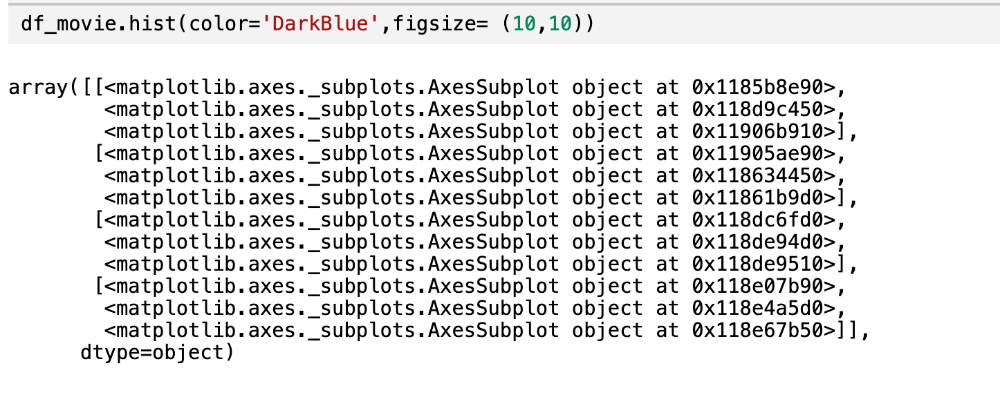 df_movie.hist(color='DarkBlue',figsize= (10,10))
array([[<matplotlib.axes._subplots.AxesSubplot object at 0x1185b8e90>,
<matplotlib.axes._subplots.AxesSubplot object at 0x118d9c450>,
<matplotlib.axes._subplots.AxesSubplot object at 0x11906b910>],
[<matplotlib.axes._subplots.AxesSubplot object at 0x11905ae90>,
<matplotlib.axes._subplots.AxesSubplot object at 0x118634450>,
<matplotlib.axes._subplots.AxesSubplot object at 0x11861b9d0>],
[<matplotlib.axes._subplots.AxesSubplot object at 0x118dc6fd0>,
<matplotlib.axes._subplots.AxesSubplot object at 0x118de94d0>,
<matplotlib.axes._subplots.AxesSubplot object at 0x118de9510>],
[<matplotlib.axes._subplots.AxesSubplot object at 0x118e07b90>,
<matplotlib.axes._subplots.AxesSubplot object at 0x118e4a5d0>,
<matplotlib.axes._subplots.AxesSubplot object at 0x118e67b50>]],
dtype=object)